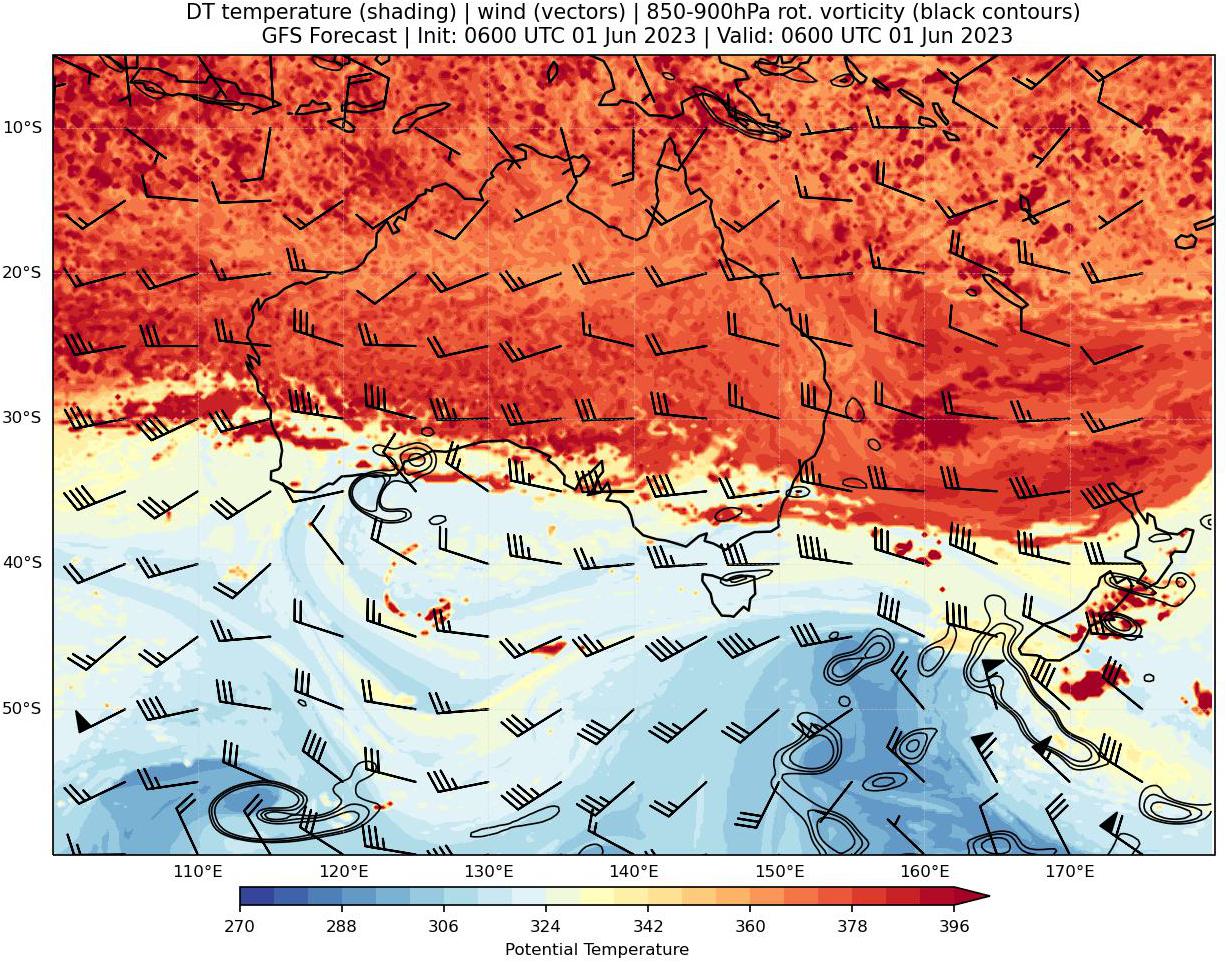 DT temperature (shading) | wind (vectors) | 850-900hPa rot. vorticity (black contours)
GFS Forecast | Init: 0600 UTC 01 Jun 2023 | Valid: 0600 UTC 01 Jun 2023
10°S
20°S
30°S
40°S
50°S
110°E 120°E 130°E 140°E 150°E 160°E 170°E
270 288 306 324 342 360 378 396
Potential Temperature